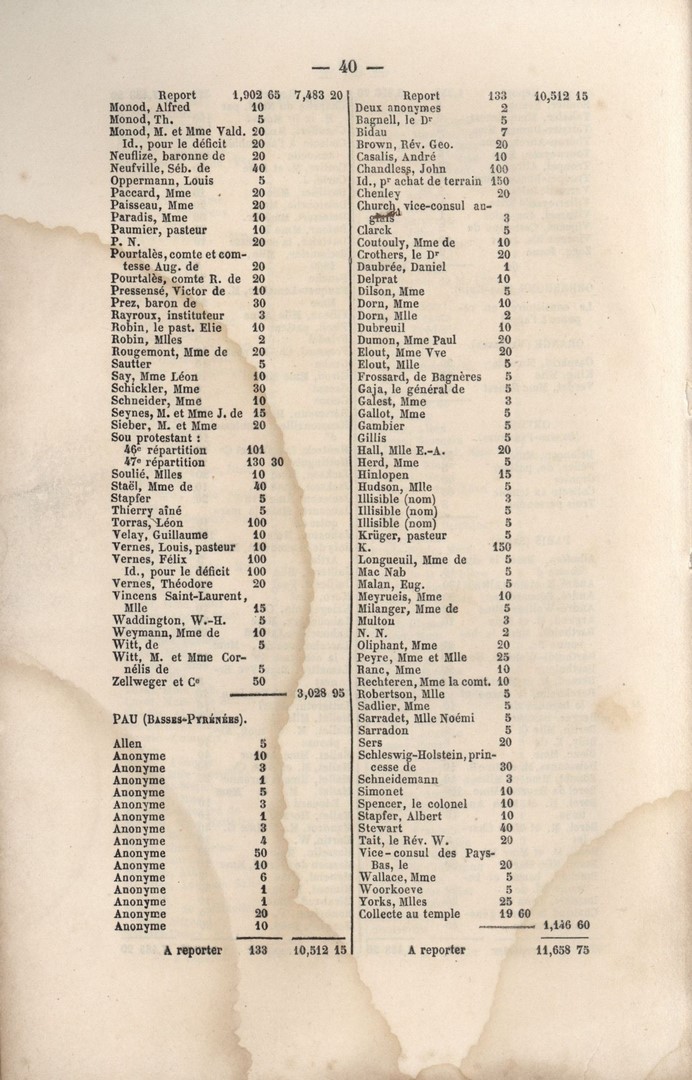 — 40 —
Report 1,902 65 7,483 20
Monod, Alfred 10
Monod, Th. 5
Monod, M. et Mme Vald. 20
Id., pour le déficit 20
Neuflize, baronne de 20
Neufville, Séb. de 40
Oppermann, Louis 5
Paccard, Mme 20
Paisseau, Mme 20
Paradis, Mme 10
Paumier, pasteur 10
P. N. 20
Pourtalès, comte et com-
tesse Aug. de 20
Pourtalès, comte R. de 20
Pressensé, Victor de 10
Prez, baron de 30
Rayroux, instituteur 3
Robin, le past. Elie 10
Robin, Mlles 2
Rougemont, Mme de 20
Sautter 5
Say, Mme Léon 10
Schickler, Mme 30
Schneider, Mme 10
Seynes, M. et Mme J. de 15
Sieber, M. et Mme 20
Sou protestant :
46e répartition 101
47e répartition 130 30
Soulié, Mlles 10
Staël, Mme de 40
Stapfer 5
Thierry aîné 5
Torras, Léon 100
Velay, Guillaume 10
Vernes, Louis, pasteur 10
Vernes, Félix 100
Id., pour le déficit 100
Vernes, Théodore 20
Vincens Saint-Laurent,
Mlle 15
Waddington, W.-H. 5
Weymann, Mme de 10
Witt, de 5
Witt, M. et Mme Cor-
nélis de 5
Zellweger et Ce 50
3,028 95
PAU (BASSES-PYRÉNÉES).
Allen 5
Anonyme 10
Anonyme 3
Anonyme 1
Anonyme 5
Anonyme 3
Anonyme 1
Anonyme 3
Anonyme 4
Anonyme 50
Anonyme 10
Anonyme 6
Anonyme 1
Anonyme 1
Anonyme 20
Anonyme 10
A reporter 133 10,512 15
Report 133 10,512 15
Deux anonymes 2
Bagnell, le Dr 5
Bidau 7
Brown, Rév. Geo. 20
Casalis, André 10
Chandless, John 100
Id., pr achat de terrain 150
Chenley 20
Church, vice-consul an-
glais 3
Clarck 5
Coutouly, Mme de 10
Crothers, le Dr 20
Daubrée, Daniel 1
Delprat 10
Dilson, Mme 5
Dorn, Mme 10
Dorn, Mlle 2
Dubreuil 10
Dumon, Mme Paul 20
Elout, Mme Vve 20
Elout, Mlle 5
Frossard, de Bagnères 5
Gaja, le général de 5
Galest, Mme 3
Gallot, Mme 5
Gambier 5
Gillis 5
Hall, Mlle E.-A. 20
Herd, Mme 5
Hinlopen 15
Hudson, Mlle 5
Illisible (nom) 3
Illisible (nom) 5
Illisible (nom) 5
Krüger, pasteur 5
K. 150
Longueuil, Mme de 5
Mac Nab 5
Malan, Eug. 5
Meyrueis, Mme 10
Milanger, Mme de 5
Multon 3
N. N. 2
Oliphant, Mme 20
Peyre, Mme et Mlle 25
Ranc, Mme 10
Rechteren, Mme la comt. 10
Robertson, Mlle 5
Sadlier, Mme 5
Sarradet, Mlle Noémi 5
Sarradon 5
Sers 20
Schleswig-Holstein, prin-
cesse de 30
Schneidemann 3
Simonet 10
Spencer, le colonel 10
Stapfer, Albert 10
Stewart 40
Tait, le Rév. W. 20
Vice-consul des Pays-
Bas, le 20
Wallace, Mme 5
Woorkoeve 5
Yorks, Mlles 25
Collecte au temple 19 60
1,146 60
A reporter 11,658 75